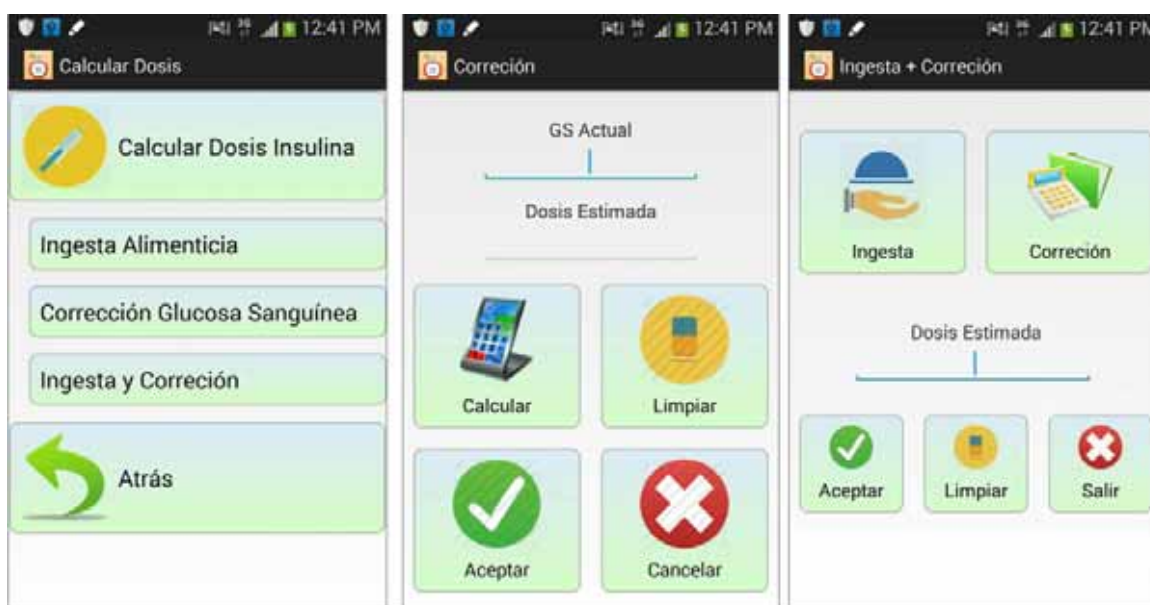 12:41 PM
Calcular Dosis
Calcular Dosis Insulina
Ingesta Alimenticia
Corrección Glucosa Sanguínea
Ingesta y Correción
Atrás
12:41 PM
Correción
GS Actual
Dosis Estimada
Calcular
Limpiar
Aceptar
Cancelar
12:41 PM
Ingesta + Correción
Ingesta
Correción
Dosis Estimada
Aceptar
Limpiar
Salir